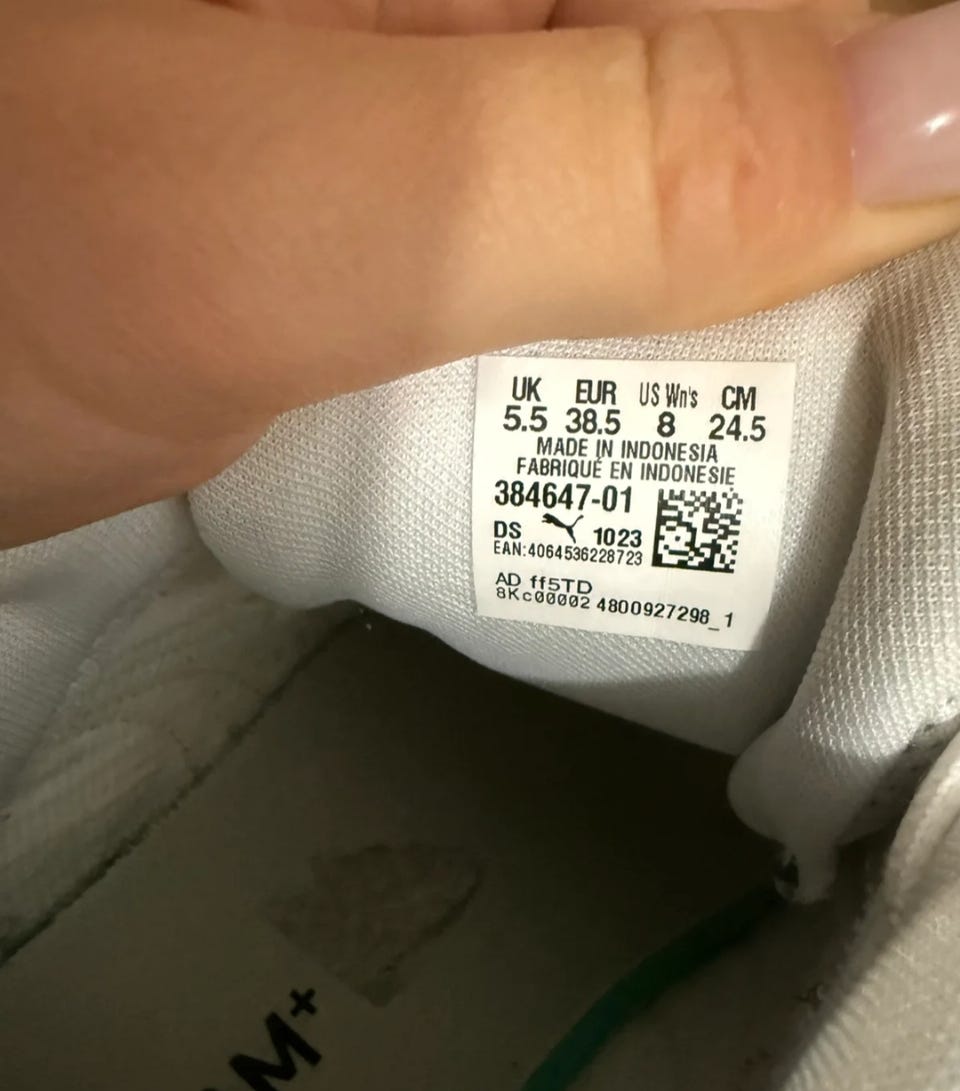 UK EUR US Wn's CM
5.5 38.5 8 24.5
MADE IN INDONESIA
FABRIQUÉ EN INDONESIE
384647-01
DS 1023
EAN:4064536228723
AD ff5TD
8Kc00002 4800927298_1
M+